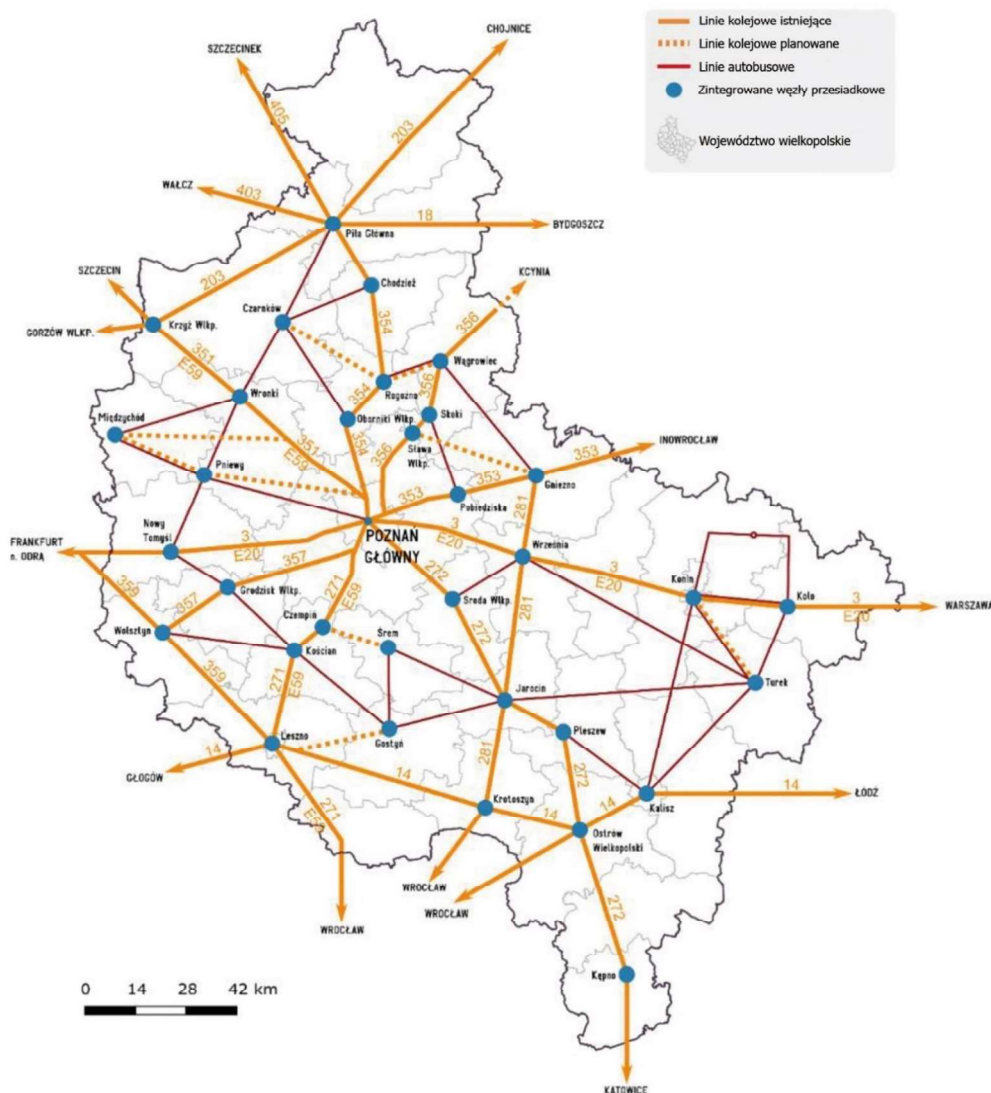 Linie kolejowe istniejące
Linie kolejowe planowane
Linie autobusowe
Zintegrowane węzły przesiadkowe
Województwo wielkopolskie
CHOJNICE
SZCZECINEK
405
203
WAŁCZ
403
18
BYDGOSZCZ
Piła Główna
SZCZECIN
203
Chodzież
KCYNIA
Czarnków
354
GORZÓW WLKP.
Krzyż Wlkp.
356
351
E59
Wągrowiec
Wronki
354
Rogoźno
356
Międzychód
Oborniki Wlkp.
Skoki
351
E59
354
356
Sława
Wlkp.
INOWROCŁAW
353
Pniewy
353
Gniezno
353
Pobiedziska
281
Nowy
Tomyśl
POZNAŃ
GŁÓWNY
3
E20
FRANKFURT
n. ODRĄ
3
E20
Września
357
271
E59
272
3
E20
Konin
359
357
Grodzisk Wlkp.
Środa Wlkp.
281
Koło
3
E20
WARSZAWA
Czempiń
Wolsztyn
272
Kościan
Śrem
359
271
E59
Turek
Jarocin
Pleszew
Leszno
Gostyń
281
272
14
GŁOGÓW
14
14
Kalisz
14
ŁÓDŹ
271
E59
Krotoszyn
14
Ostrów
Wielkopolski
WROCŁAW
WROCŁAW
272
WROCŁAW
Kępno
0 14 28 42 km
KATOWICE